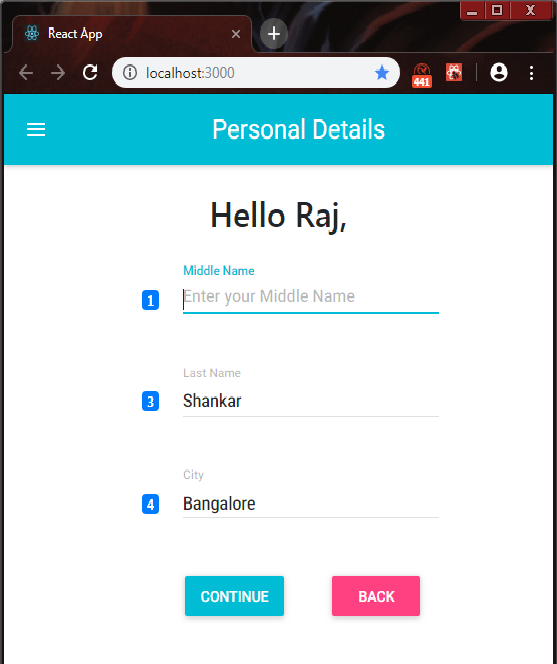 React App
localhost:3000
441
Personal Details
Hello Raj,
Middle Name
1 Enter your Middle Name
Last Name
3 Shankar
City
4 Bangalore
CONTINUE BACK